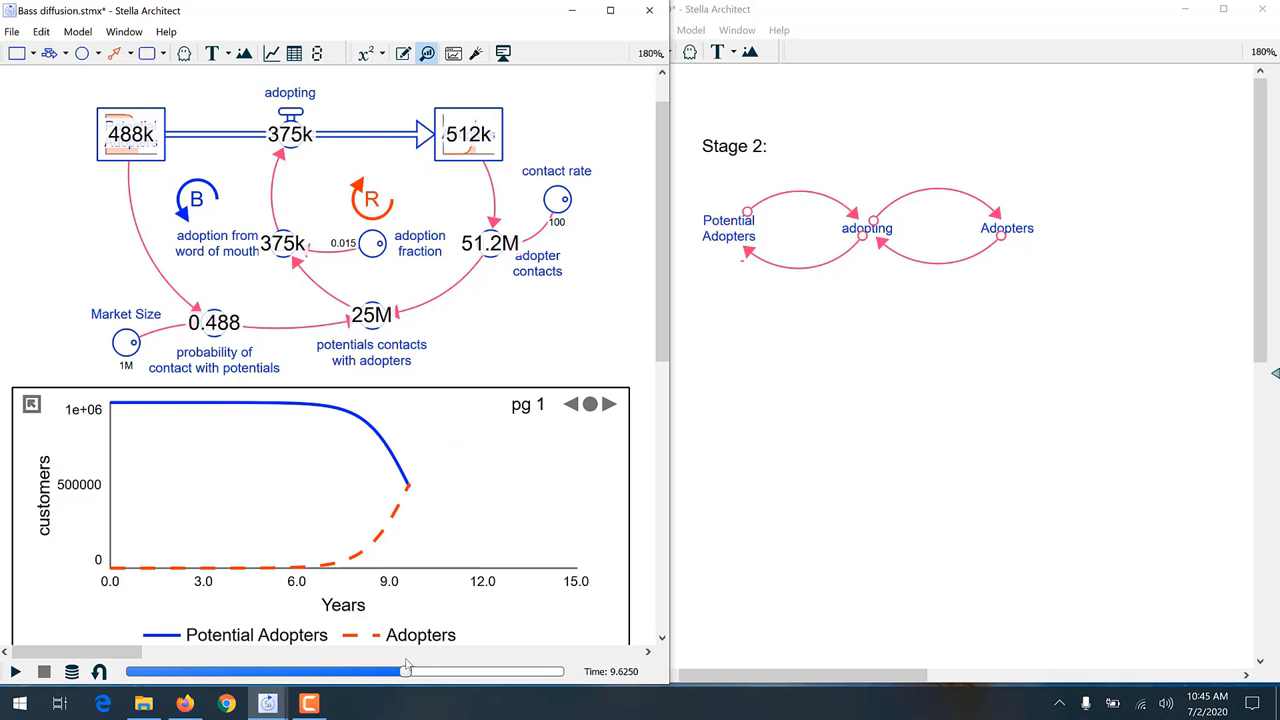 Bass diffusion.stmx* - Stella Architect
File Edit Model Window Help
T
x²
8
180%
adopting
488k
375k
512k
contact rate
100
B
R
adoption from
word of mouth
375k
0.015
adoption
fraction
51.2M
adopter
contacts
Market Size
1M
0.488
probability of
contact with potentials
25M
potentials contacts
with adopters
pg 1
customers
1e+06
500000
0
0.0 3.0 6.0 9.0 12.0 15.0
Years
Potential Adopters Adopters
Time: 9.6250
- Stella Architect
Model Window Help
T
180%
Stage 2:
Potential
Adopters
adopting
Adopters
10:45 AM
7/2/2020